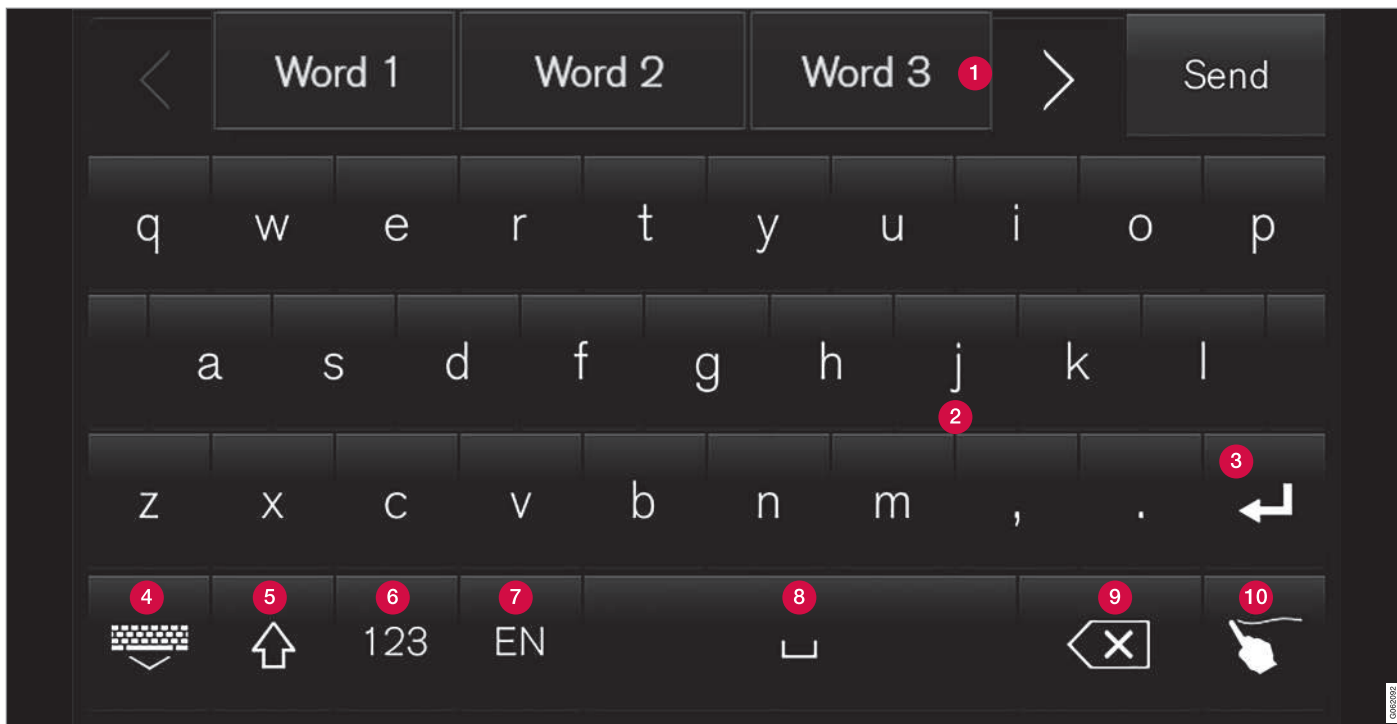 Word 1 Word 2 Word 3 1 Send
q w e r t y u i o p
a s d f g h j k l
2
3
z x c v b n m , .
4 5 6 7 8 9 10
123 EN
G062092